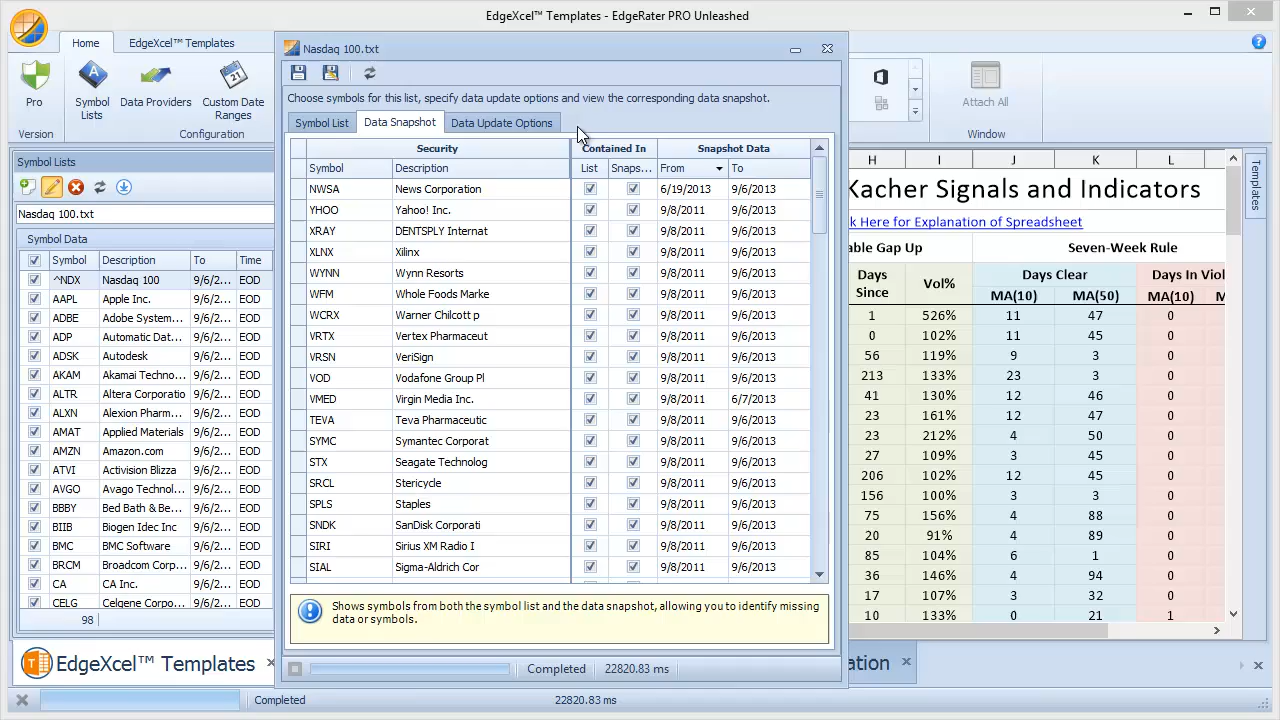 EdgeXcel™ Templates - EdgeRater PRO Unleashed
Home
EdgeXcel™ Templates
Pro
Symbol Lists
Data Providers
Custom Date Ranges
Version
Configuration
Attach All
Window
Symbol Lists
Nasdaq 100.txt
Symbol Data
Symbol Description To Time
^NDX Nasdaq 100 9/6/2... EOD
AAPL Apple Inc. 9/6/2... EOD
ADBE Adobe System... 9/6/2... EOD
ADP Automatic Dat... 9/6/2... EOD
ADSK Autodesk 9/6/2... EOD
AKAM Akamai Techno... 9/6/2... EOD
ALTR Altera Corporatio 9/6/2... EOD
ALXN Alexion Pharm... 9/6/2... EOD
AMAT Applied Materials 9/6/2... EOD
AMZN Amazon.com 9/6/2... EOD
ATVI Activision Blizza 9/6/2... EOD
AVGO Avago Technol... 9/6/2... EOD
BBBY Bed Bath & Be... 9/6/2... EOD
BIIB Biogen Idec Inc 9/6/2... EOD
BMC BMC Software 9/6/2... EOD
BRCM Broadcom Corp... 9/6/2... EOD
CA CA Inc. 9/6/2... EOD
CELG Celgene Corpo... 9/6/2... EOD
98
Nasdaq 100.txt
Choose symbols for this list, specify data update options and view the corresponding data snapshot.
Symbol List
Data Snapshot
Data Update Options
Security Contained In Snapshot Data
Symbol Description List Snaps... From To
NWSA News Corporation 6/19/2013 9/6/2013
YHOO Yahoo! Inc. 9/8/2011 9/6/2013
XRAY DENTSPLY Internat 9/8/2011 9/6/2013
XLNX Xilinx 9/8/2011 9/6/2013
WYNN Wynn Resorts 9/8/2011 9/6/2013
WFM Whole Foods Marke 9/8/2011 9/6/2013
WCRX Warner Chilcott p 9/8/2011 9/6/2013
VRTX Vertex Pharmaceut 9/8/2011 9/6/2013
VRSN VeriSign 9/8/2011 9/6/2013
VOD Vodafone Group Pl 9/8/2011 9/6/2013
VMED Virgin Media Inc. 9/8/2011 6/7/2013
TEVA Teva Pharmaceutic 9/8/2011 9/6/2013
SYMC Symantec Corporat 9/8/2011 9/6/2013
STX Seagate Technolog 9/8/2011 9/6/2013
SRCL Stericycle 9/8/2011 9/6/2013
SPLS Staples 9/8/2011 9/6/2013
SNDK SanDisk Corporati 9/8/2011 9/6/2013
SIRI Sirius XM Radio I 9/8/2011 9/6/2013
SIAL Sigma-Aldrich Cor 9/8/2011 9/6/2013
Shows symbols from both the symbol list and the data snapshot, allowing you to identify missing
data or symbols.
Completed 22820.83 ms
H I J K L
Kacher Signals and Indicators
k Here for Explanation of Spreadsheet
able Gap Up Seven-Week Rule
Days Since Vol% Days Clear Days In Viol
MA(10) MA(50) MA(10) M
1 526% 11 47 0
0 102% 11 45 0
56 119% 9 3 0
213 133% 23 3 0
41 130% 12 46 0
23 161% 12 47 0
23 212% 4 50 0
27 109% 3 45 0
206 102% 12 45 0
156 100% 3 3 0
75 156% 4 88 0
20 91% 4 89 0
85 104% 6 1 0
36 146% 4 94 0
17 107% 3 32 0
10 133% 0 21 1
Templates
EdgeXcel™ Templates
ation
Completed 22820.83 ms